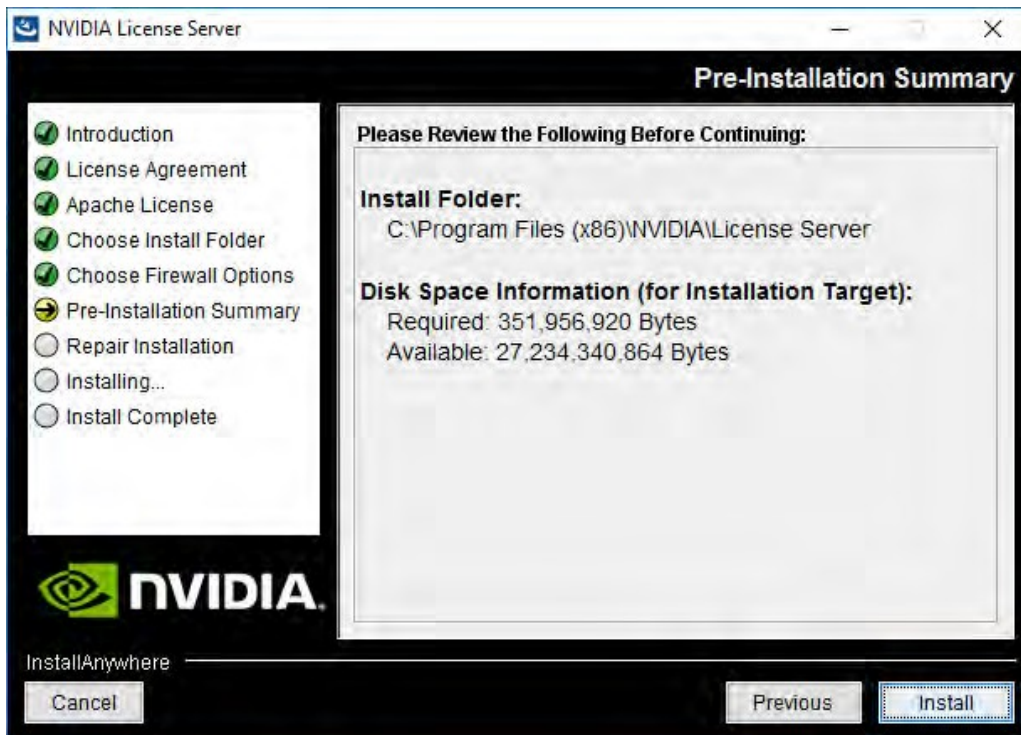 NVIDIA License Server
Pre-Installation Summary
Introduction
License Agreement
Apache License
Choose Install Folder
Choose Firewall Options
Pre-Installation Summary
Repair Installation
Installing...
Install Complete
Please Review the Following Before Continuing:
Install Folder:
C:\Program Files (x86)\NVIDIA\License Server
Disk Space Information (for Installation Target):
Required: 351,956,920 Bytes
Available: 27,234,340,864 Bytes
NVIDIA.
InstallAnywhere
Cancel
Previous
Install